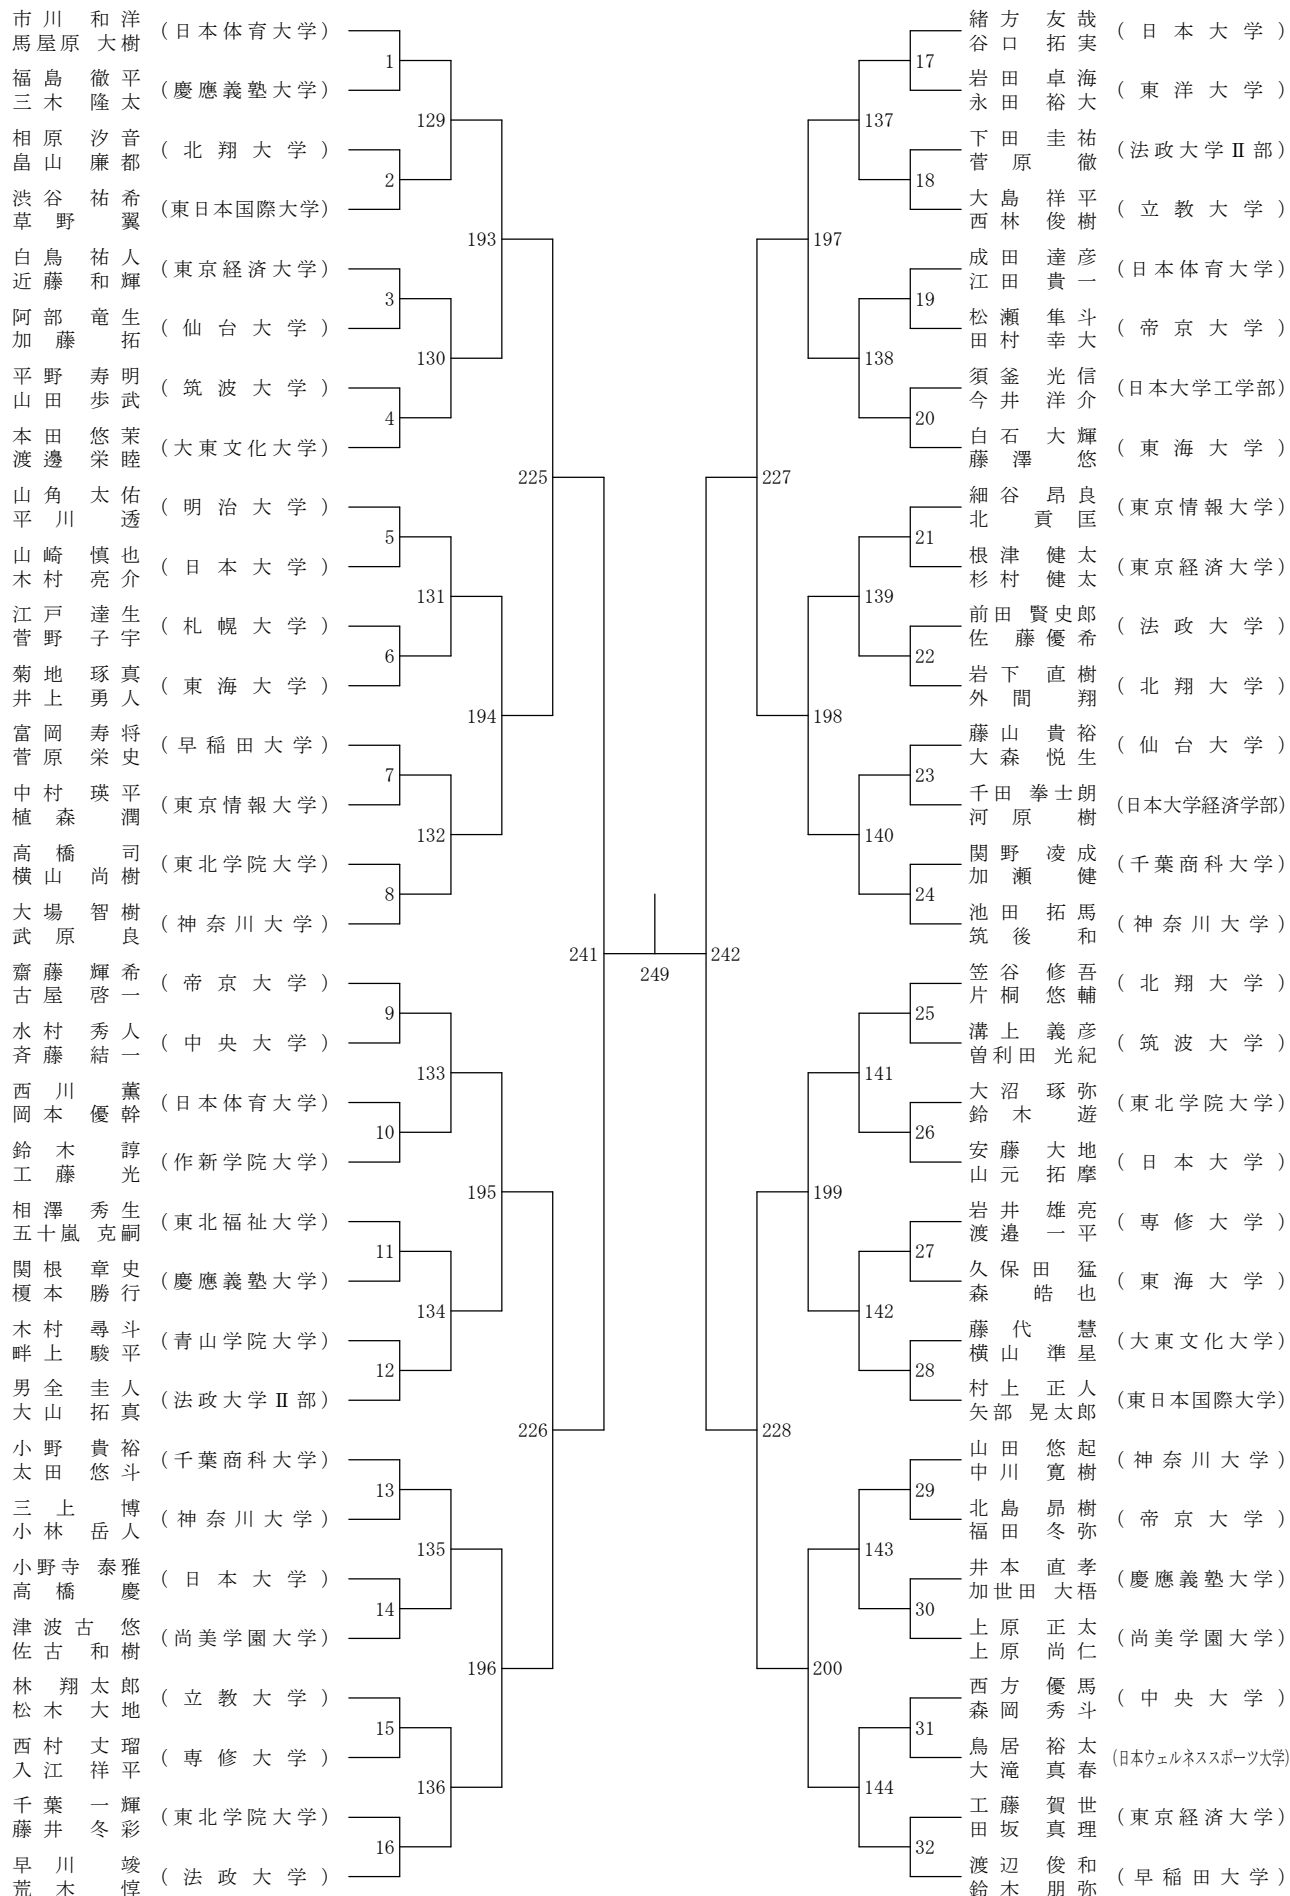 市川 和洋
馬屋原 大樹
(日本体育大学)
1
福島 徹平
三木 隆太
(慶應義塾大学)
129
相原 汐音
畠山 廉都
(北翔大学)
2
渋谷 祐希
草野 翼
(東日本国際大学)
193
白鳥 祐人
近藤 和輝
(東京経済大学)
3
阿部 竜生
加藤 拓
(仙台大学)
130
平野 寿明
山田 歩武
(筑波大学)
4
本田 悠茉
渡邊 栄睦
(大東文化大学)
225
山角 太佑
平川 透
(明治大学)
5
山崎 慎也
木村 亮介
(日本大学)
131
江戸 達生
菅野 子宇
(札幌大学)
6
菊地 琢真
井上 勇人
(東海大学)
194
富岡 寿将
菅原 栄史
(早稲田大学)
7
中村 瑛平
植森 潤
(東京情報大学)
132
高橋 司
横山 尚樹
(東北学院大学)
8
大場 智樹
武原 良
(神奈川大学)
241
齋藤 輝希
古屋 啓一
(帝京大学)
9
水村 秀人
斉藤 結一
(中央大学)
133
西川 薫
岡本 優幹
(日本体育大学)
10
鈴木 諄
工藤 光
(作新学院大学)
195
相澤 秀生
五十嵐 克嗣
(東北福祉大学)
11
関根 章史
榎本 勝行
(慶應義塾大学)
134
木村 尋斗
畔上 駿平
(青山学院大学)
12
男全 圭人
大山 拓真
(法政大学Ⅱ部)
226
小野 貴裕
太田 悠斗
(千葉商科大学)
13
三上 博
小林 岳人
(神奈川大学)
135
小野寺 泰雅
高橋 慶
(日本大学)
14
津波古 悠
佐古 和樹
(尚美学園大学)
196
林 翔太郎
松木 大地
(立教大学)
15
西村 丈瑠
入江 祥平
(専修大学)
136
千葉 一輝
藤井 冬彩
(東北学院大学)
16
早川 竣
荒木 惇
(法政大学)
249
緒方 友哉
谷口 拓実
(日本大学)
17
岩田 卓海
永田 裕大
(東洋大学)
137
下田 圭祐
菅原 徹
(法政大学Ⅱ部)
18
大島 祥平
西林 俊樹
(立教大学)
197
成田 達彦
江田 貴一
(日本体育大学)
19
松瀬 隼斗
田村 幸大
(帝京大学)
138
須釜 光信
今井 洋介
(日本大学工学部)
20
白石 大輝
藤澤 悠
(東海大学)
227
細谷 昂良
北 貢匡
(東京情報大学)
21
根津 健太
杉村 健太
(東京経済大学)
139
前田 賢史郎
佐藤優希
(法政大学)
22
岩下 直樹
外間 翔
(北翔大学)
198
藤山 貴裕
大森 悦生
(仙台大学)
23
千田 拳士朗
河原 樹
(日本大学経済学部)
140
関野 凌成
加瀬 健
(千葉商科大学)
24
池田 拓馬
筑後 和
(神奈川大学)
242
笠谷 修吾
片桐 悠輔
(北翔大学)
25
溝上 義彦
曽利田 光紀
(筑波大学)
141
大沼 琢弥
鈴木 遊
(東北学院大学)
26
安藤 大地
山元 拓摩
(日本大学)
199
岩井 雄亮
渡邉 一平
(専修大学)
27
久保田 猛
森 皓也
(東海大学)
142
藤代 慧
横山 準星
(大東文化大学)
28
村上 正人
矢部 晃太郎
(東日本国際大学)
228
山田 悠起
中川 寛樹
(神奈川大学)
29
北島 昴樹
福田 冬弥
(帝京大学)
143
井本 直孝
加世田 大梧
(慶應義塾大学)
30
上原 正太
上原 尚仁
(尚美学園大学)
200
西方 優馬
森岡 秀斗
(中央大学)
31
鳥居 裕太
大滝 真春
(日本ウェルネススポーツ大学)
144
工藤 賀世
田坂 真理
(東京経済大学)
32
渡辺 俊和
鈴木 朋弥
(早稲田大学)